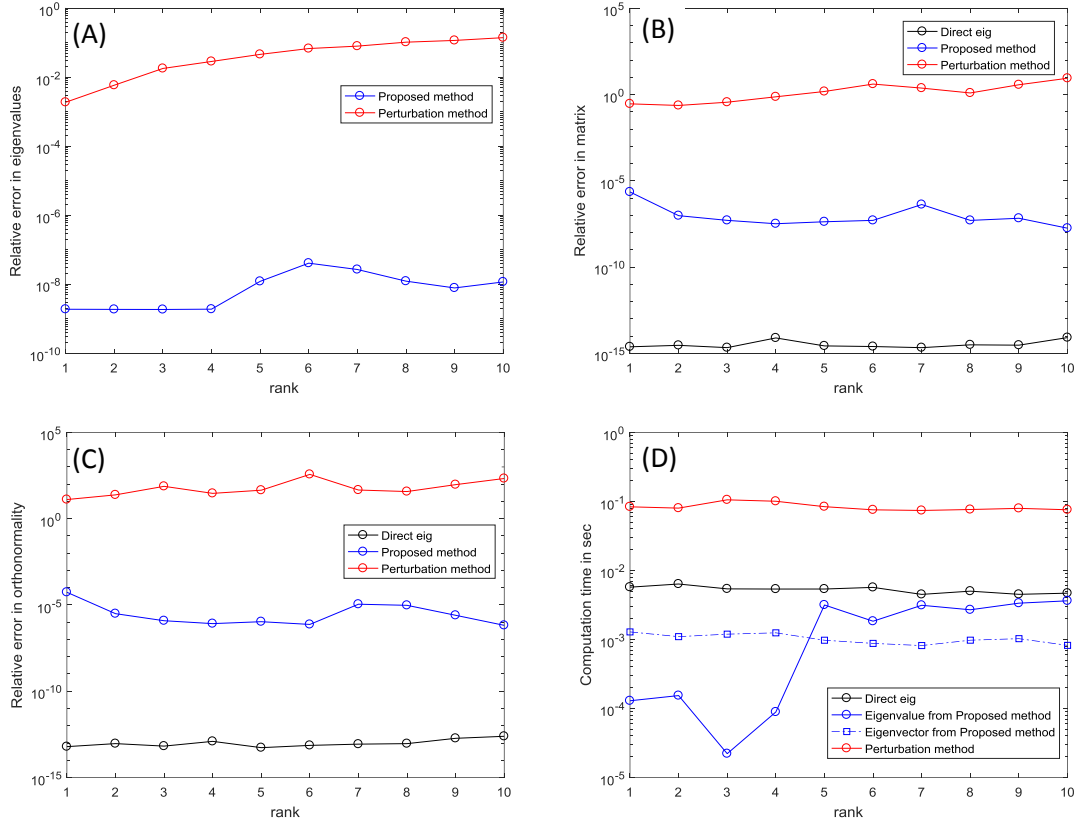 (A)
10^0
10^-2
10^-4
10^-6
10^-8
10^-10
Relative error in eigenvalues
Proposed method
Perturbation method
1 2 3 4 5 6 7 8 9 10
rank
(B)
10^5
10^0
10^-5
10^-10
10^-15
Relative error in matrix
Direct eig
Proposed method
Perturbation method
1 2 3 4 5 6 7 8 9 10
rank
(C)
10^5
10^0
10^-5
10^-10
10^-15
Relative error in orthonormality
Direct eig
Proposed method
Perturbation method
1 2 3 4 5 6 7 8 9 10
rank
(D)
10^0
10^-1
10^-2
10^-3
10^-4
10^-5
Computation time in sec
Direct eig
Eigenvalue from Proposed method
Eigenvector from Proposed method
Perturbation method
1 2 3 4 5 6 7 8 9 10
rank